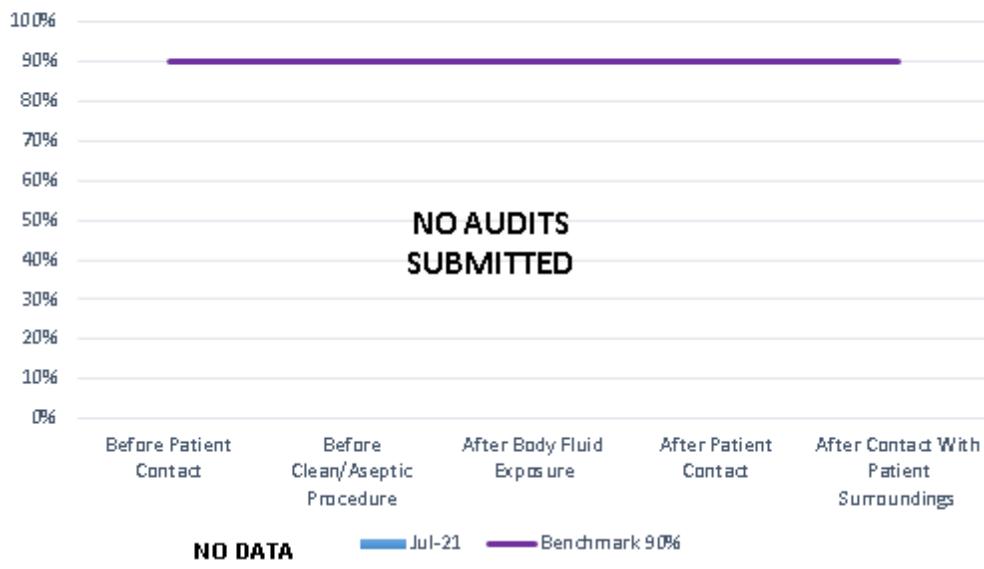 100%
90%
80%
70%
60%
50%
40%
30%
20%
10%
0%
NO AUDITS
SUBMITTED
Before Patient
Contact
Before
Clean/Aseptic
Procedure
After Body Fluid
Exposure
After Patient
Contact
After Contact With
Patient
Surroundings
NO DATA
Jul-21
Benchmark 90%